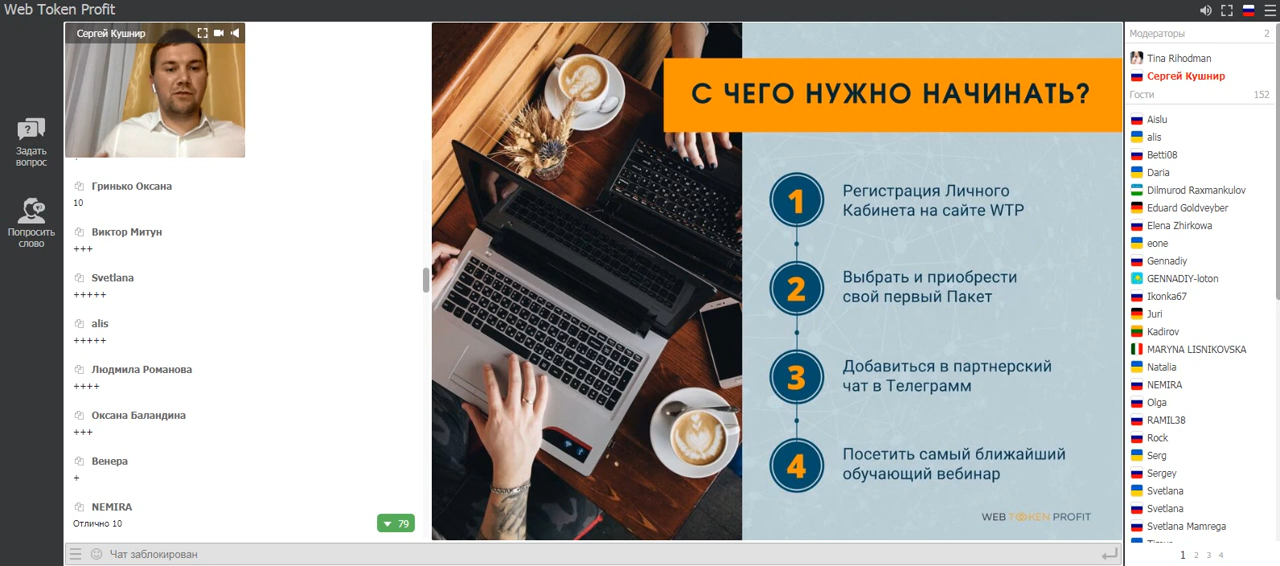 Web Token Profit
Задать
вопрос
Попросить
слово
Сергей Кушнир
Гринько Оксана
10
Виктор Митун
+++
Svetlana
+++++
alis
+++++
Людмила Романова
++++
Оксана Баландина
+++
Венера
+
NEMIRA
Отлично 10
79
Чат заблокирован
С ЧЕГО НУЖНО НАЧИНАТЬ?
1
Регистрация Личного
Кабинета на сайте WTP
2
Выбрать и приобрести
свой первый Пакет
3
Добавиться в партнерский
чат в Телеграмм
4
Посетить самый ближайший
обучающий вебинар
WEB TOKEN PROFIT
Модераторы 2
Tina Rihodman
Сергей Кушнир
Гости 152
Aislu
alis
Betti08
Daria
Dilmurod Raxmankulov
Eduard Goldveyber
Elena Zhirkowa
eone
Gennadiy
GENNADIY-loton
Ikonka67
Juri
Kadirov
MARYNA LISNIKOVSKA
Natalia
NEMIRA
Olga
RAMIL38
Rock
Serg
Sergey
Svetlana
Svetlana
Svetlana Mamrega
1 2 3 4